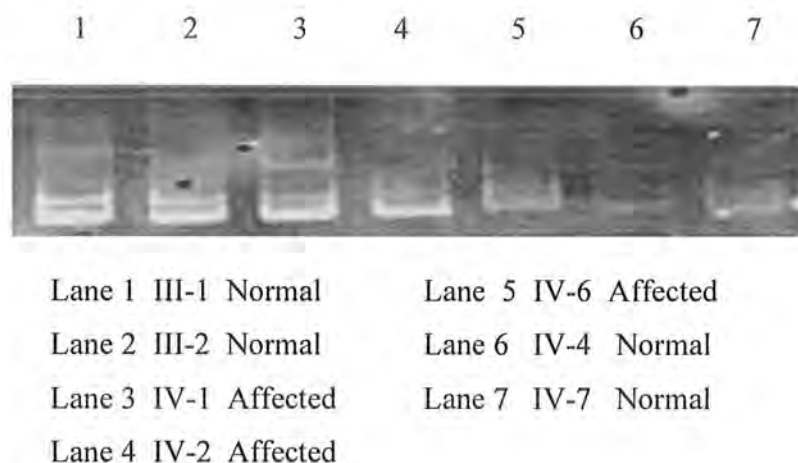 1 2 3 4 5 6 7
Lane 1 III-1 Normal
Lane 2 III-2 Normal
Lane 3 IV-1 Affected
Lane 4 IV-2 Affected
Lane 5 IV-6 Affected
Lane 6 IV-4 Normal
Lane 7 IV-7 Normal